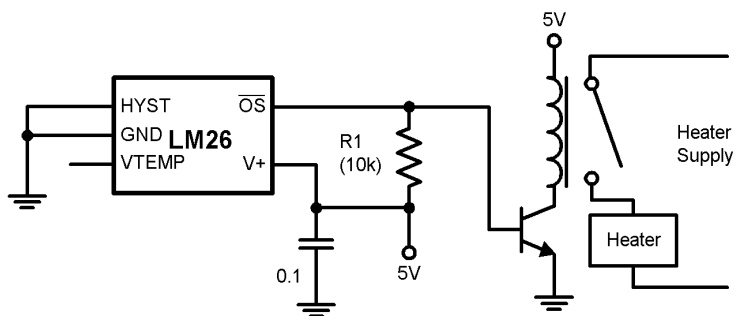 5V
HYST
GND
VTEMP
LM26
OS
V+
R1
(10k)
Heater
Supply
Heater
0.1
5V